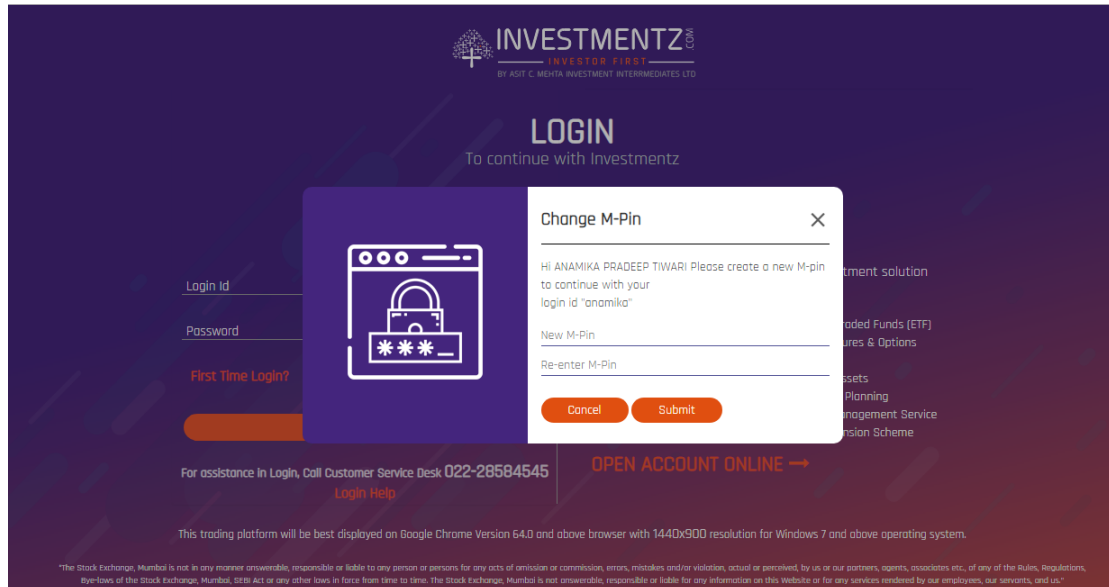 INVESTMENTZ.COM
INVESTOR FIRST
BY ASIT C. MEHTA INVESTMENT INTERRMEDIATES LTD
LOGIN
To continue with Investmentz
Login Id
Password
First Time Login?
For assistance in Login, Call Customer Service Desk 022-28584545
Login Help
Change M-Pin
Hi ANAMIKA PRADEEP TIWARI Please create a new M-pin
to continue with your
login id "anamika"
New M-Pin
Re-enter M-Pin
Cancel
Submit
tment solution
raded Funds (ETF)
ures & Options
ssets
Planning
anagement Service
nsion Scheme
OPEN ACCOUNT ONLINE
This trading platform will be best displayed on Google Chrome Version 64.0 and above browser with 1440x900 resolution for Windows 7 and above operating system.
"The Stock Exchange, Mumbai is not in any manner answerable, responsible or liable to any person or persons for any acts of omission or commission, errors, mistakes and/or violation, actual or perceived, by us or our partners, agents, associates etc., of any of the Rules, Regulations,
Bye-laws of the Stock Exchange, Mumbai, SEBI Act or any other laws in force from time to time. The Stock Exchange, Mumbai is not answerable, responsible or liable for any information on this Website or for any services rendered by our employees, our servants, and us."